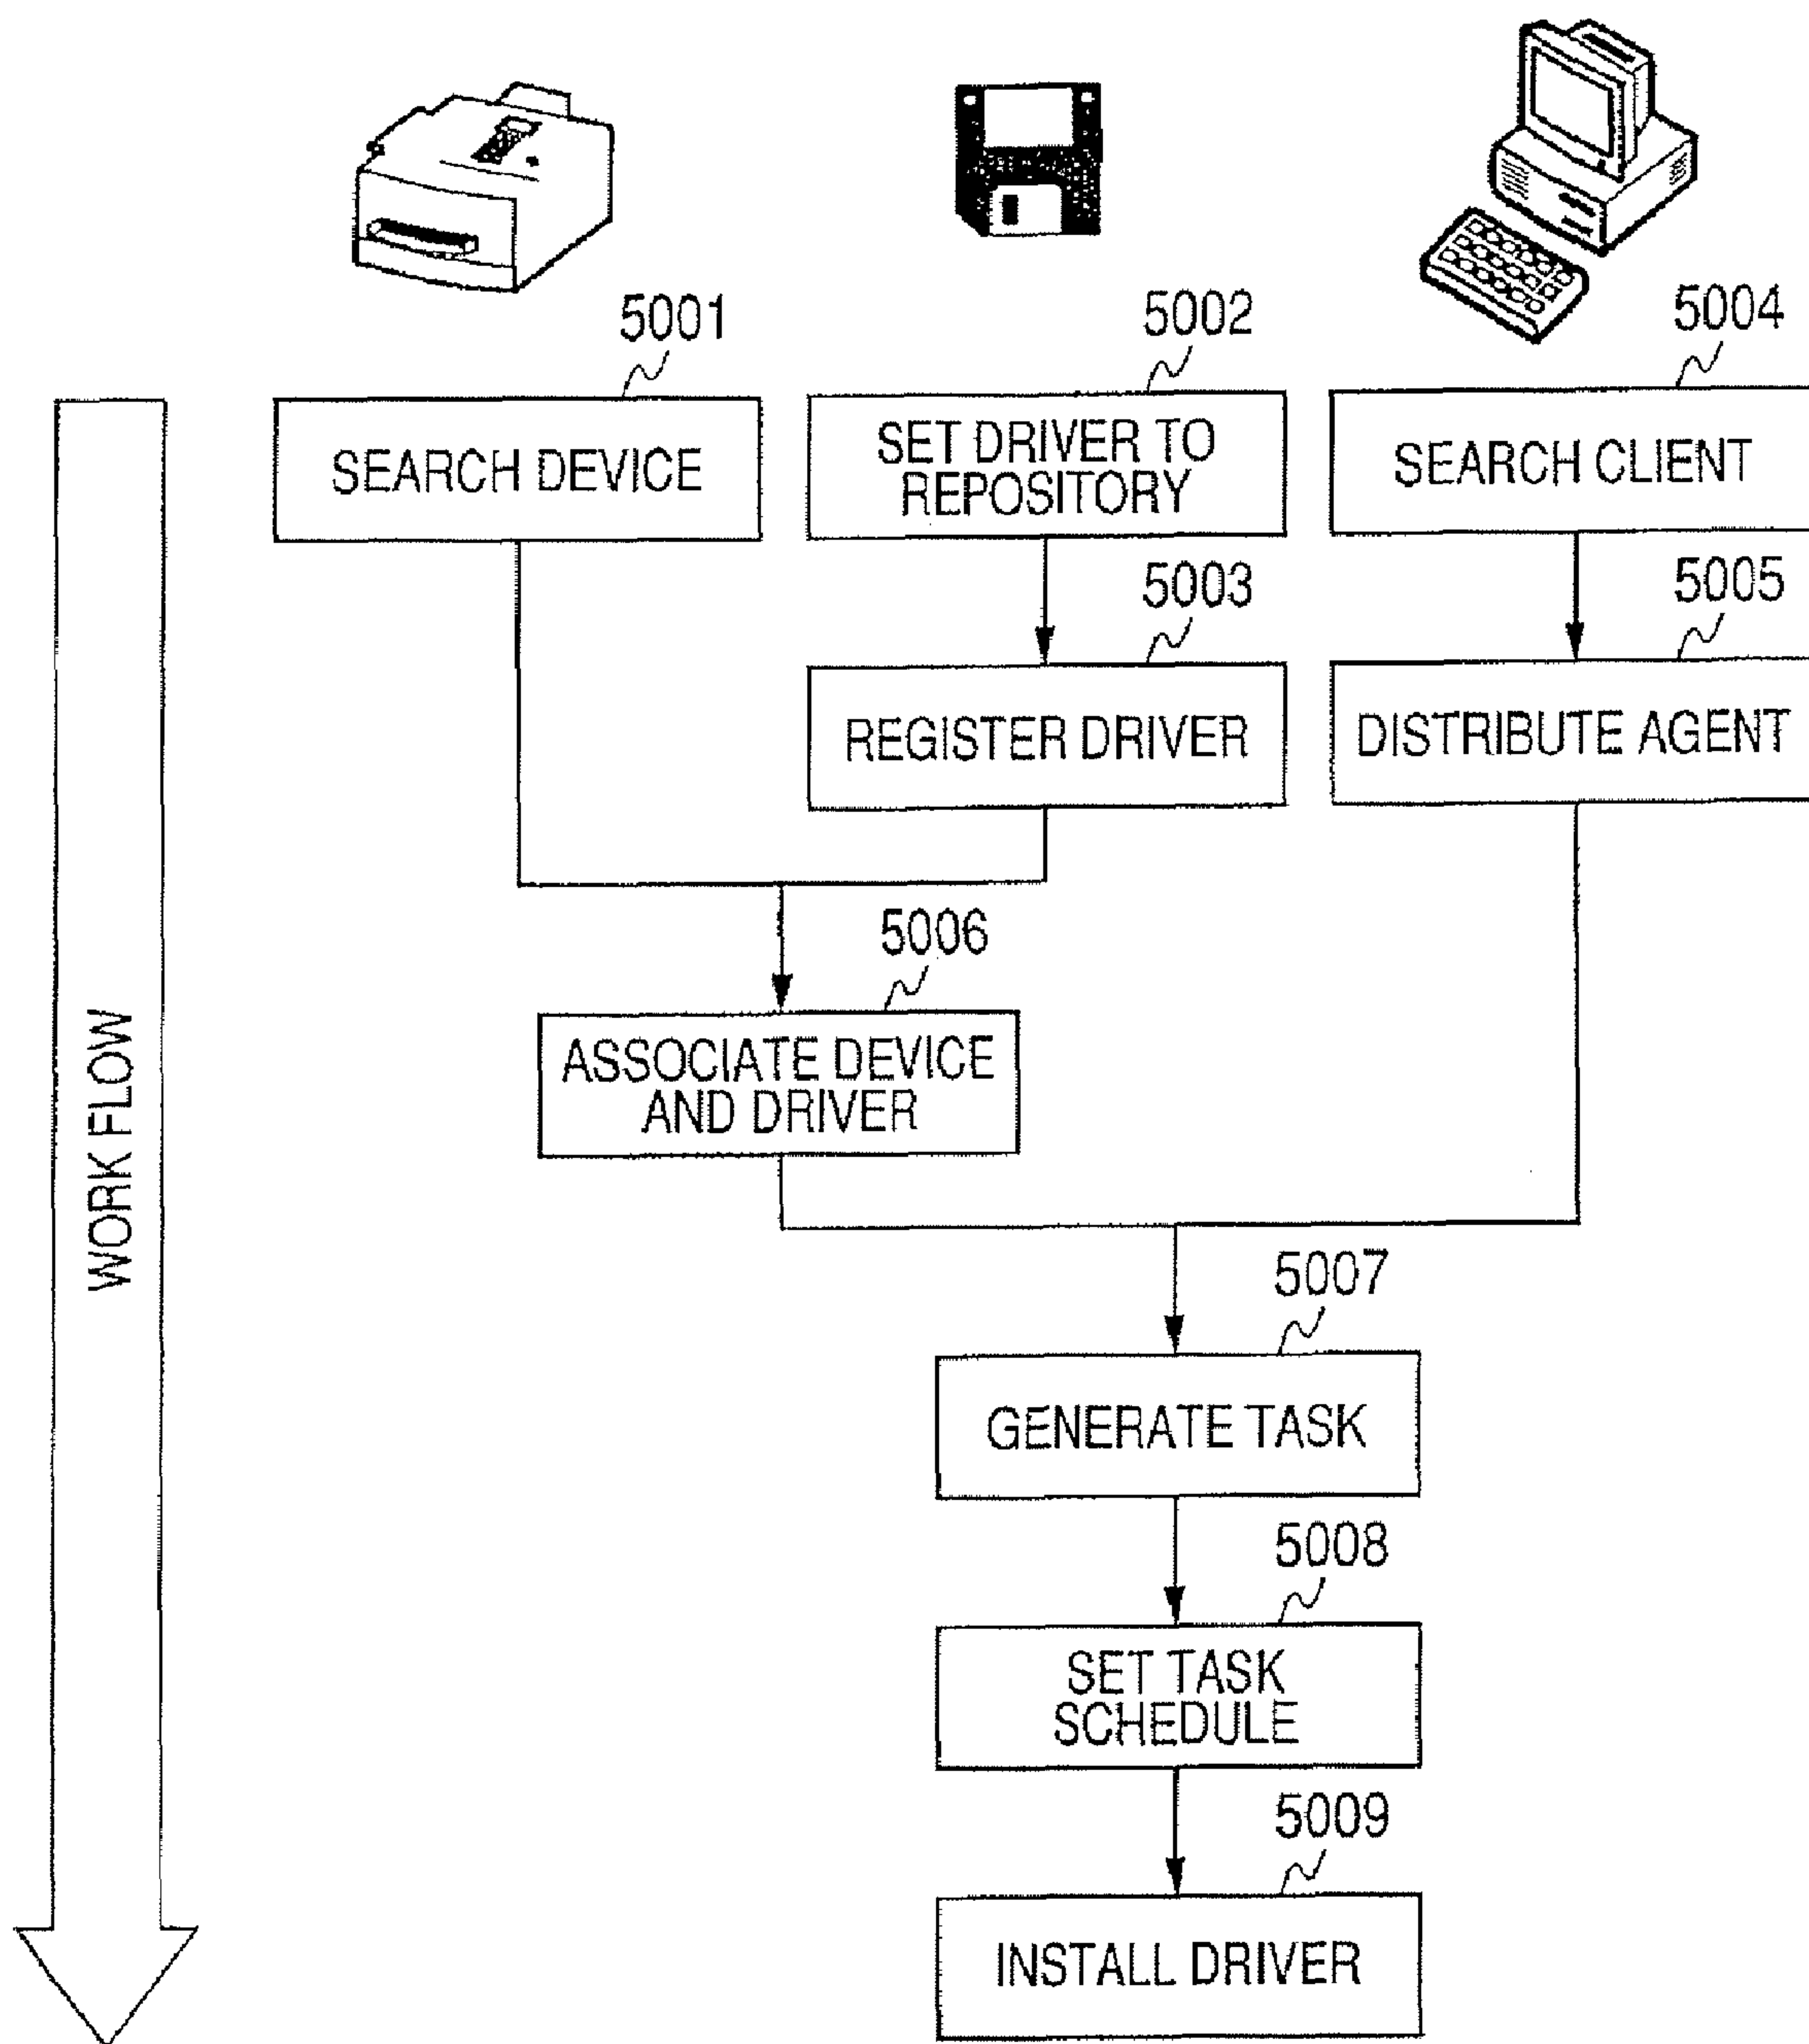 5001
5002
5004
SEARCH DEVICE
SET DRIVER TO
REPOSITORY
SEARCH CLIENT
5003
5005
REGISTER DRIVER
DISTRIBUTE AGENT
5006
ASSOCIATE DEVICE
AND DRIVER
WORK FLOW
5007
GENERATE TASK
5008
SET TASK
SCHEDULE
5009
INSTALL DRIVER